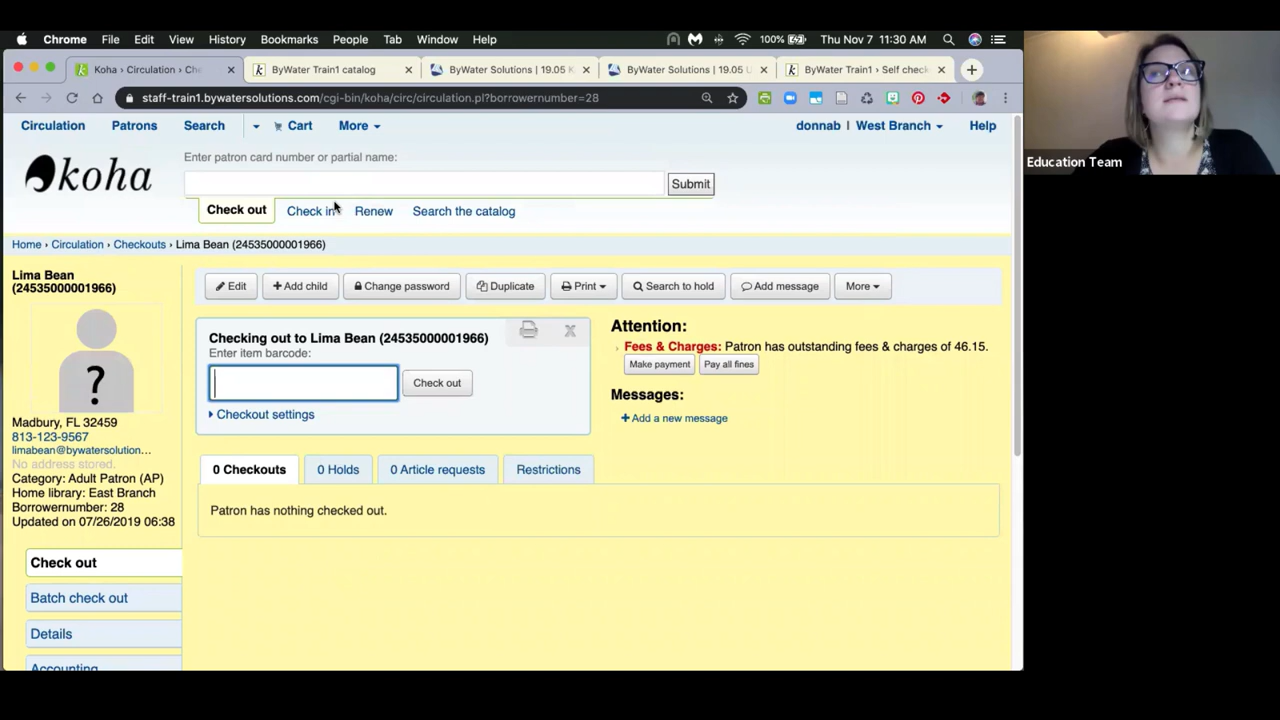 Chrome File Edit View History Bookmarks People Tab Window Help 100% Thu Nov 7 11:30 AM
Koha › Circulation › Che ByWater Train1 catalog ByWater Solutions | 19.05 K ByWater Solutions | 19.05 U ByWater Train1 › Self check
staff-train1.bywatersolutions.com/cgi-bin/koha/circ/circulation.pl?borrowernumber=28
Circulation Patrons Search Cart More donnab | West Branch Help
Education Team
Enter patron card number or partial name:
koha
Submit
Check out Check in Renew Search the catalog
Home › Circulation › Checkouts › Lima Bean (24535000001966)
Lima Bean
(24535000001966)
Edit + Add child Change password Duplicate Print Search to hold Add message More
?
Checking out to Lima Bean (24535000001966)
Enter item barcode:
Check out
Checkout settings
Attention:
Fees & Charges: Patron has outstanding fees & charges of 46.15.
Make payment Pay all fines
Messages:
+ Add a new message
Madbury, FL 32459
813-123-9567
limabean@bywatersolution...
No address stored.
Category: Adult Patron (AP)
Home library: East Branch
Borrowernumber: 28
Updated on 07/26/2019 06:38
0 Checkouts 0 Holds 0 Article requests Restrictions
Patron has nothing checked out.
Check out
Batch check out
Details
Accounting